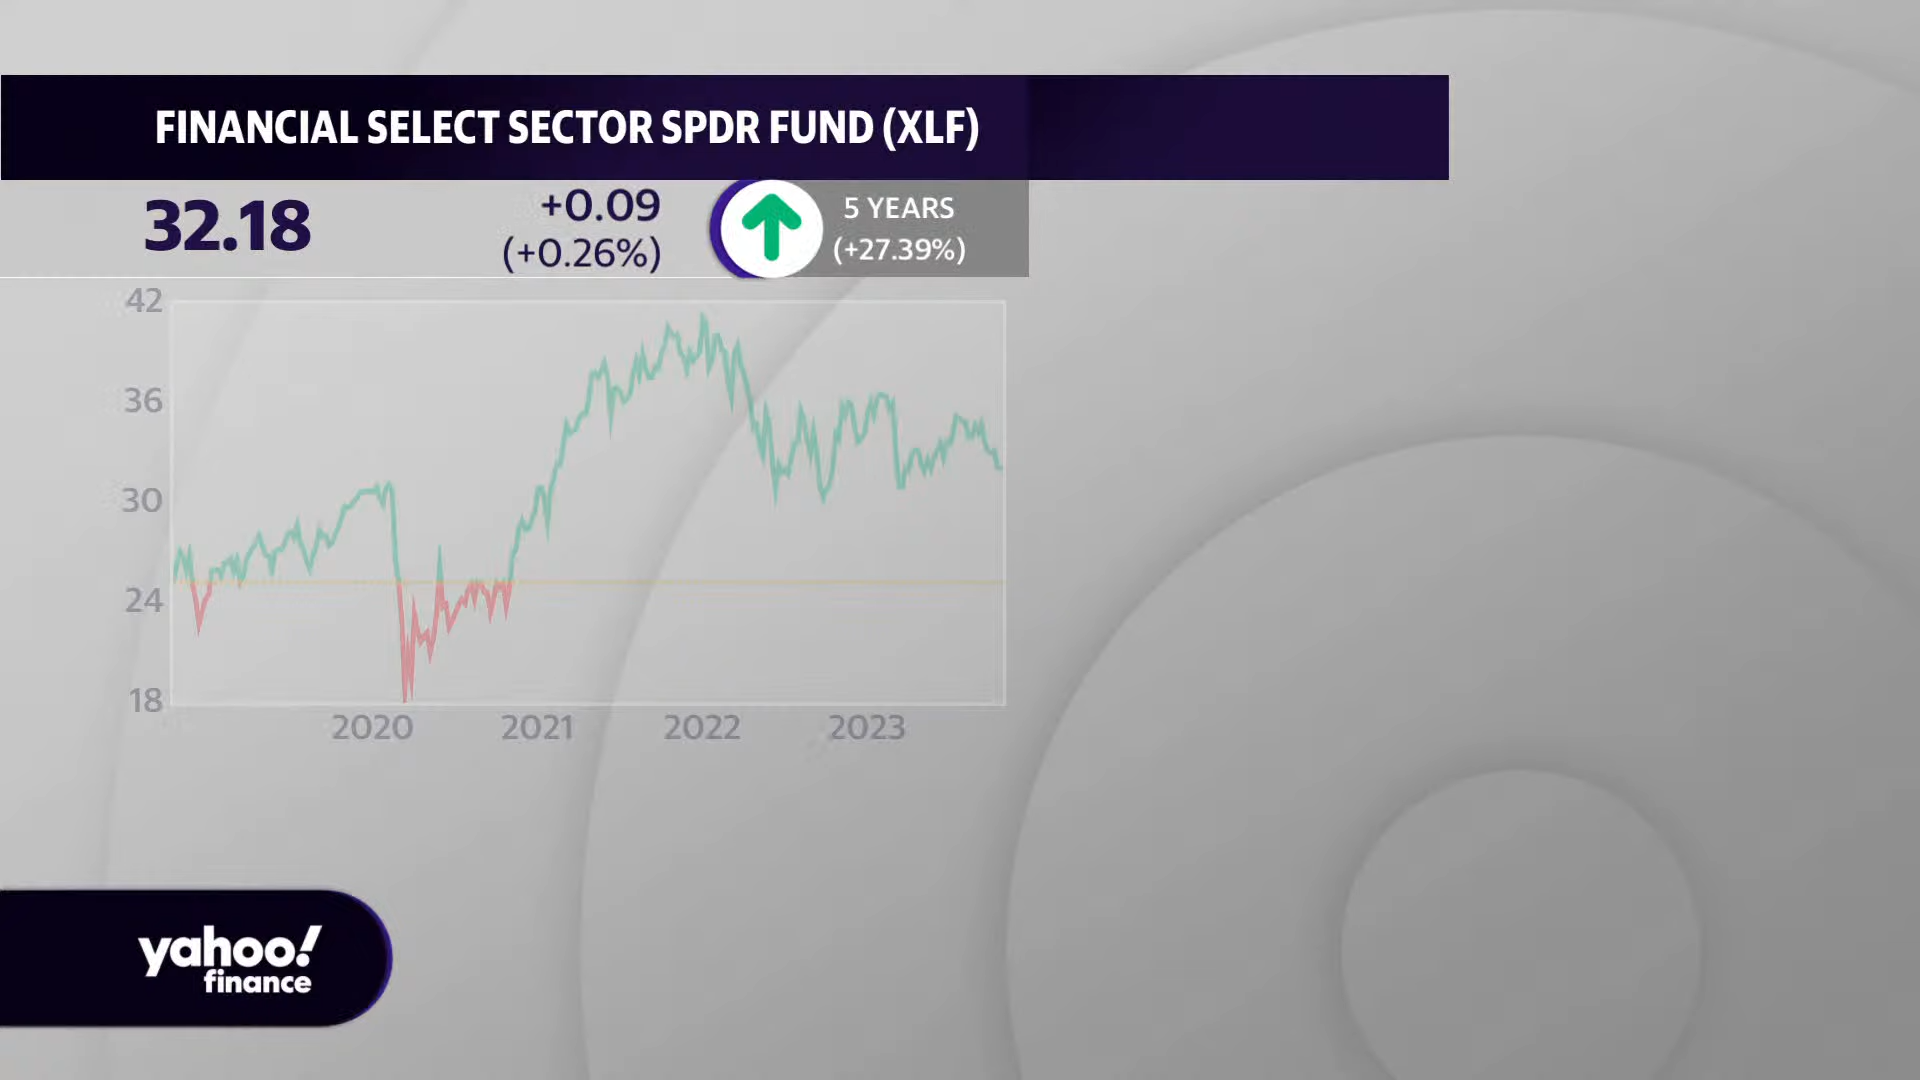 FINANCIAL SELECT SECTOR SPDR FUND (XLF)
32.18
+0.09
(+0.26%)
5 YEARS
(+27.39%)
42
36
30
24
18
2020 2021 2022 2023
yahoo!
finance